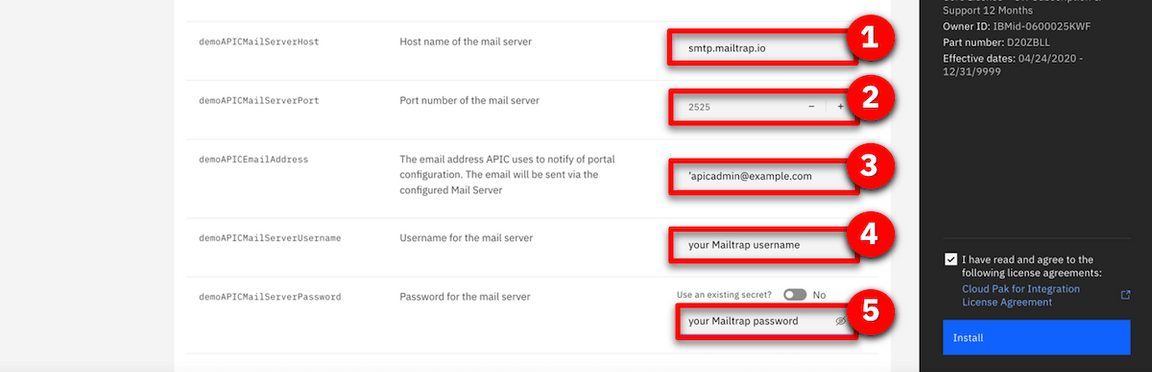 Support 12 Months
Owner ID: IBMid-0600025KWF
Part number: D20ZBLL
Effective dates: 04/24/2020 -
12/31/9999
demoAPICMailServerHost
Host name of the mail server
smtp.mailtrap.io
1
demoAPICMailServerPort
Port number of the mail server
2525
− +
2
demoAPICEmailAddress
The email address APIC uses to notify of portal
configuration. The email will be sent via the
configured Mail Server
'apicadmin@example.com
3
demoAPICMailServerUsername
Username for the mail server
your Mailtrap username
4
demoAPICMailServerPassword
Password for the mail server
Use an existing secret? No
your Mailtrap password
5
I have read and agree to the
following license agreements:
Cloud Pak for Integration
License Agreement
Install